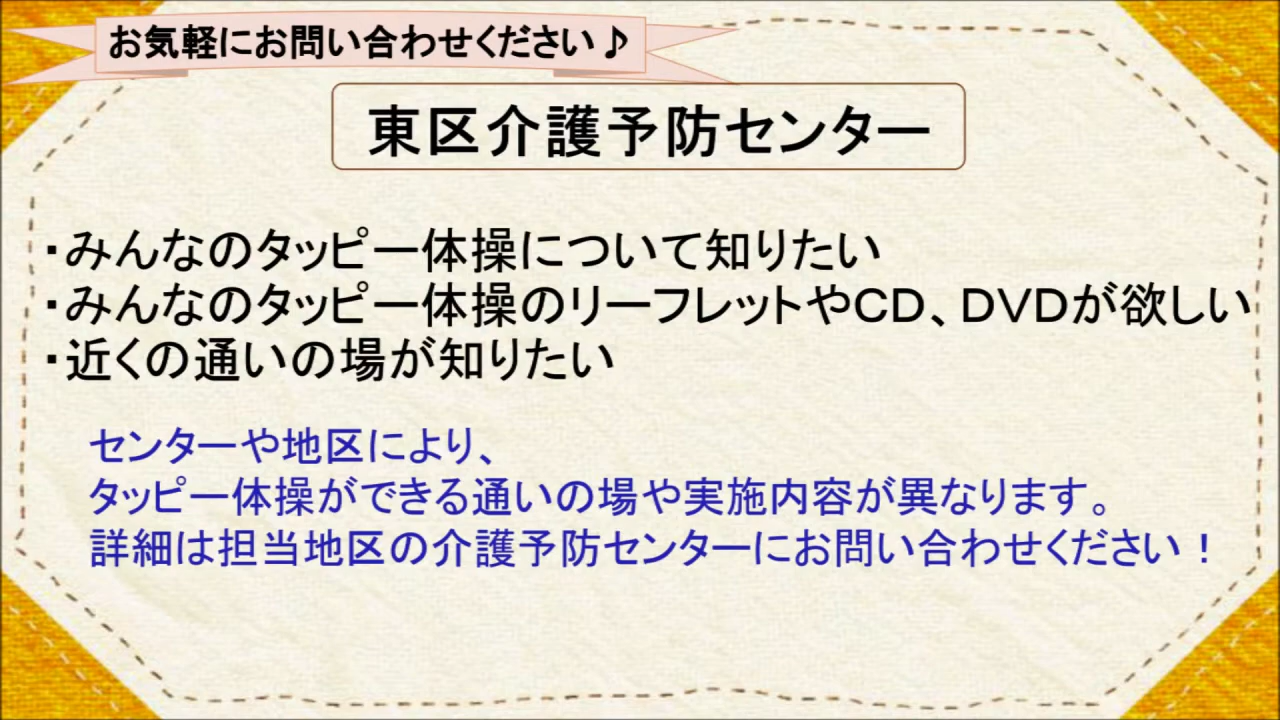 お気軽にお問い合わせください♪
東区介護予防センター
・みんなのタッピー体操について知りたい
・みんなのタッピー体操のリーフレットやCD、DVDが欲しい
・近くの通いの場が知りたい
センターや地区により、
タッピー体操ができる通いの場や実施内容が異なります。
詳細は担当地区の介護予防センターにお問い合わせください！